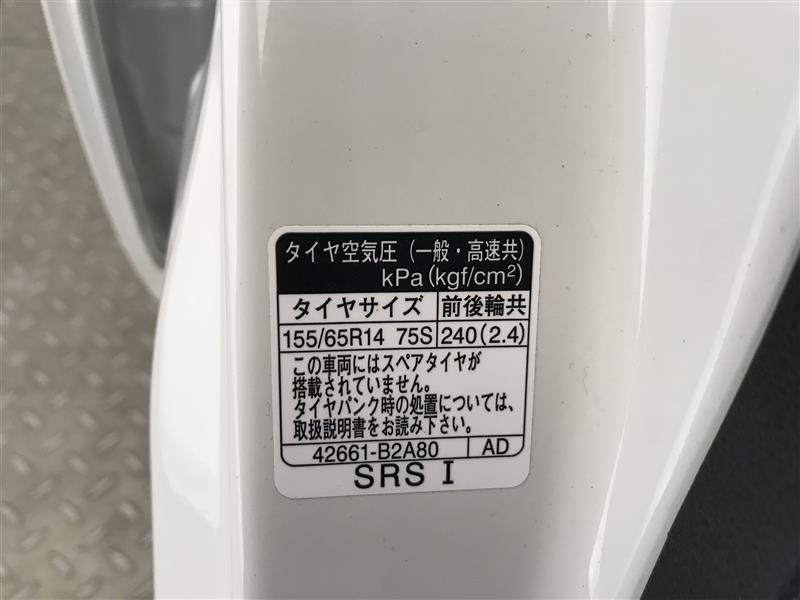 タイヤ空気圧(一般・高速共)
kPa(kgf/cm²)
タイヤサイズ 前後輪共
155/65R14 75S 240(2.4)
この車両にはスペアタイヤが
搭載されていません。
タイヤパンク時の処置については、
取扱説明書をお読み下さい。
42661-B2A80 AD
SRS I